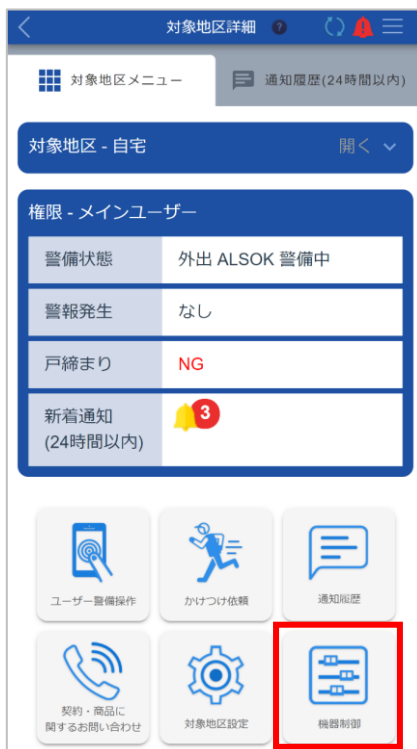 対象地区詳細 ?
対象地区メニュー
通知履歴(24時間以内)
対象地区 - 自宅
開く
権限 - メインユーザー
警備状態
外出 ALSOK 警備中
警報発生
なし
戸締まり
NG
新着通知
(24時間以内)
3
ユーザー警備操作
かけつけ依頼
通知履歴
契約・商品に
関するお問い合わせ
対象地区設定
機器制御